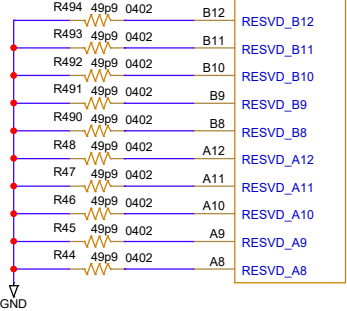 R494 49p9 0402 B12 RESVD_B12
R493 49p9 0402 B11 RESVD_B11
R492 49p9 0402 B10 RESVD_B10
R491 49p9 0402 B9 RESVD_B9
R490 49p9 0402 B8 RESVD_B8
R48 49p9 0402 A12 RESVD_A12
R47 49p9 0402 A11 RESVD_A11
R46 49p9 0402 A10 RESVD_A10
R45 49p9 0402 A9 RESVD_A9
R44 49p9 0402 A8 RESVD_A8
GND